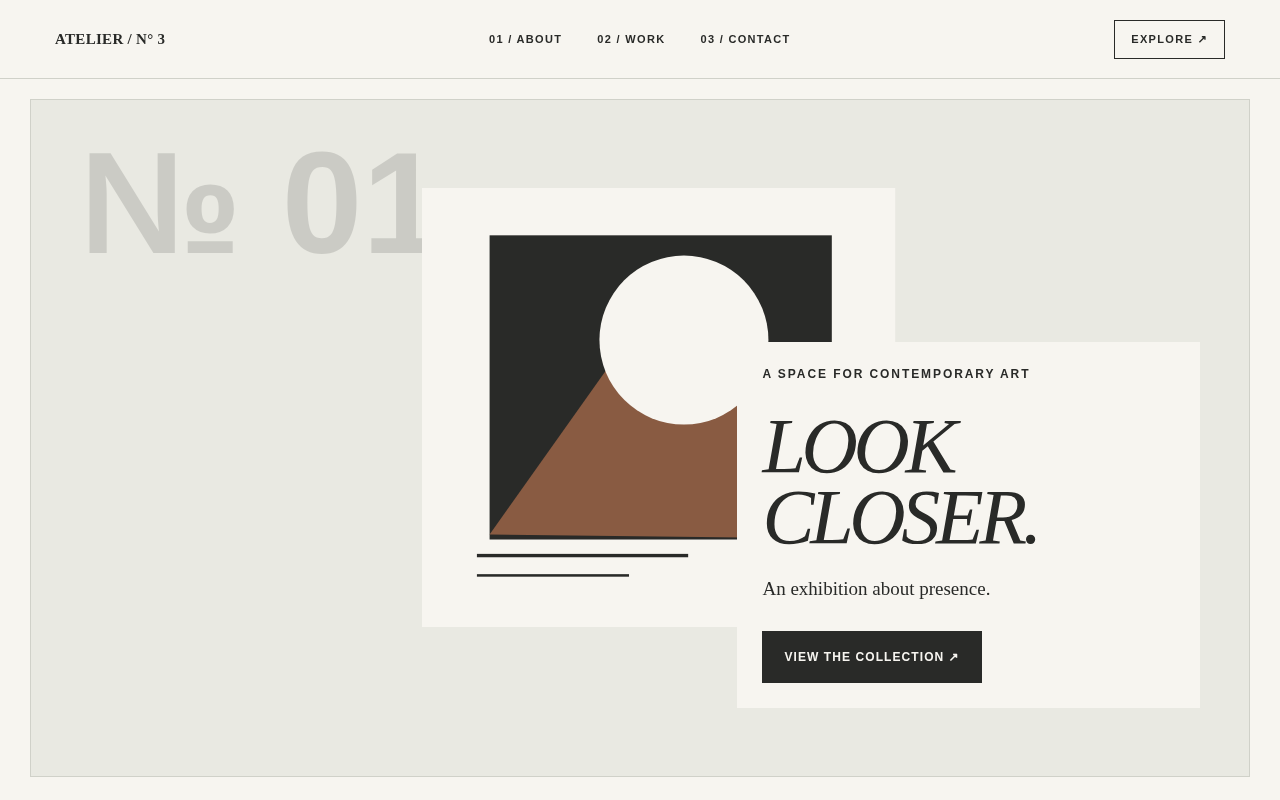 ATELIER / N° 3
01 / ABOUT
02 / WORK
03 / CONTACT
EXPLORE ↗
№ 01
A SPACE FOR CONTEMPORARY ART
LOOK
CLOSER.
An exhibition about presence.
VIEW THE COLLECTION ↗